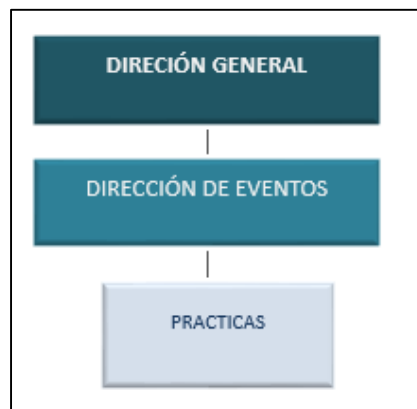 DIRECIÓN GENERAL
DIRECCIÓN DE EVENTOS
PRACTICAS